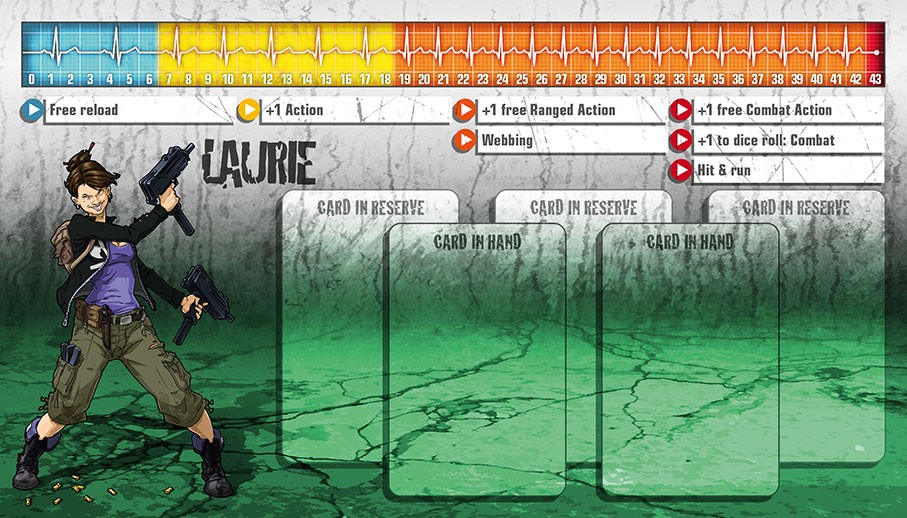 0 1 2 3 4 5 6 7 8 9 10 11 12 13 14 15 16 17 18 19 20 21 22 23 24 25 26 27 28 29 30 31 32 33 34 35 36 37 38 39 40 41 42 43
Free reload +1 Action +1 free Ranged Action +1 free Combat Action
Webbing +1 to dice roll: Combat
Hit & run
LAURIE
CARD IN RESERVE CARD IN RESERVE CARD IN RESERVE
CARD IN HAND CARD IN HAND